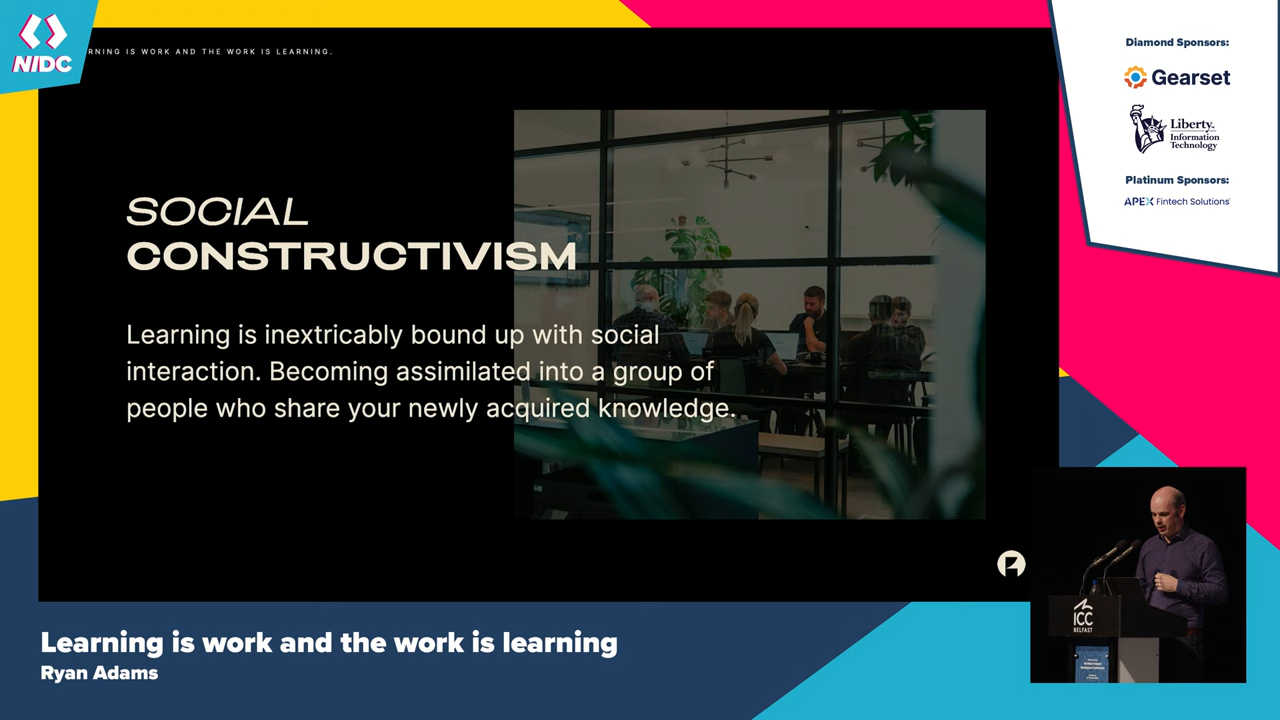 NIDC
RNING IS WORK AND THE WORK IS LEARNING.
SOCIAL
CONSTRUCTIVISM
Learning is inextricably bound up with social
interaction. Becoming assimilated into a group of
people who share your newly acquired knowledge.
Diamond Sponsors:
Gearset
Liberty.
Information
Technology
Platinum Sponsors:
APEX Fintech Solutions
ICC
BELFAST
Learning is work and the work is learning
Ryan Adams